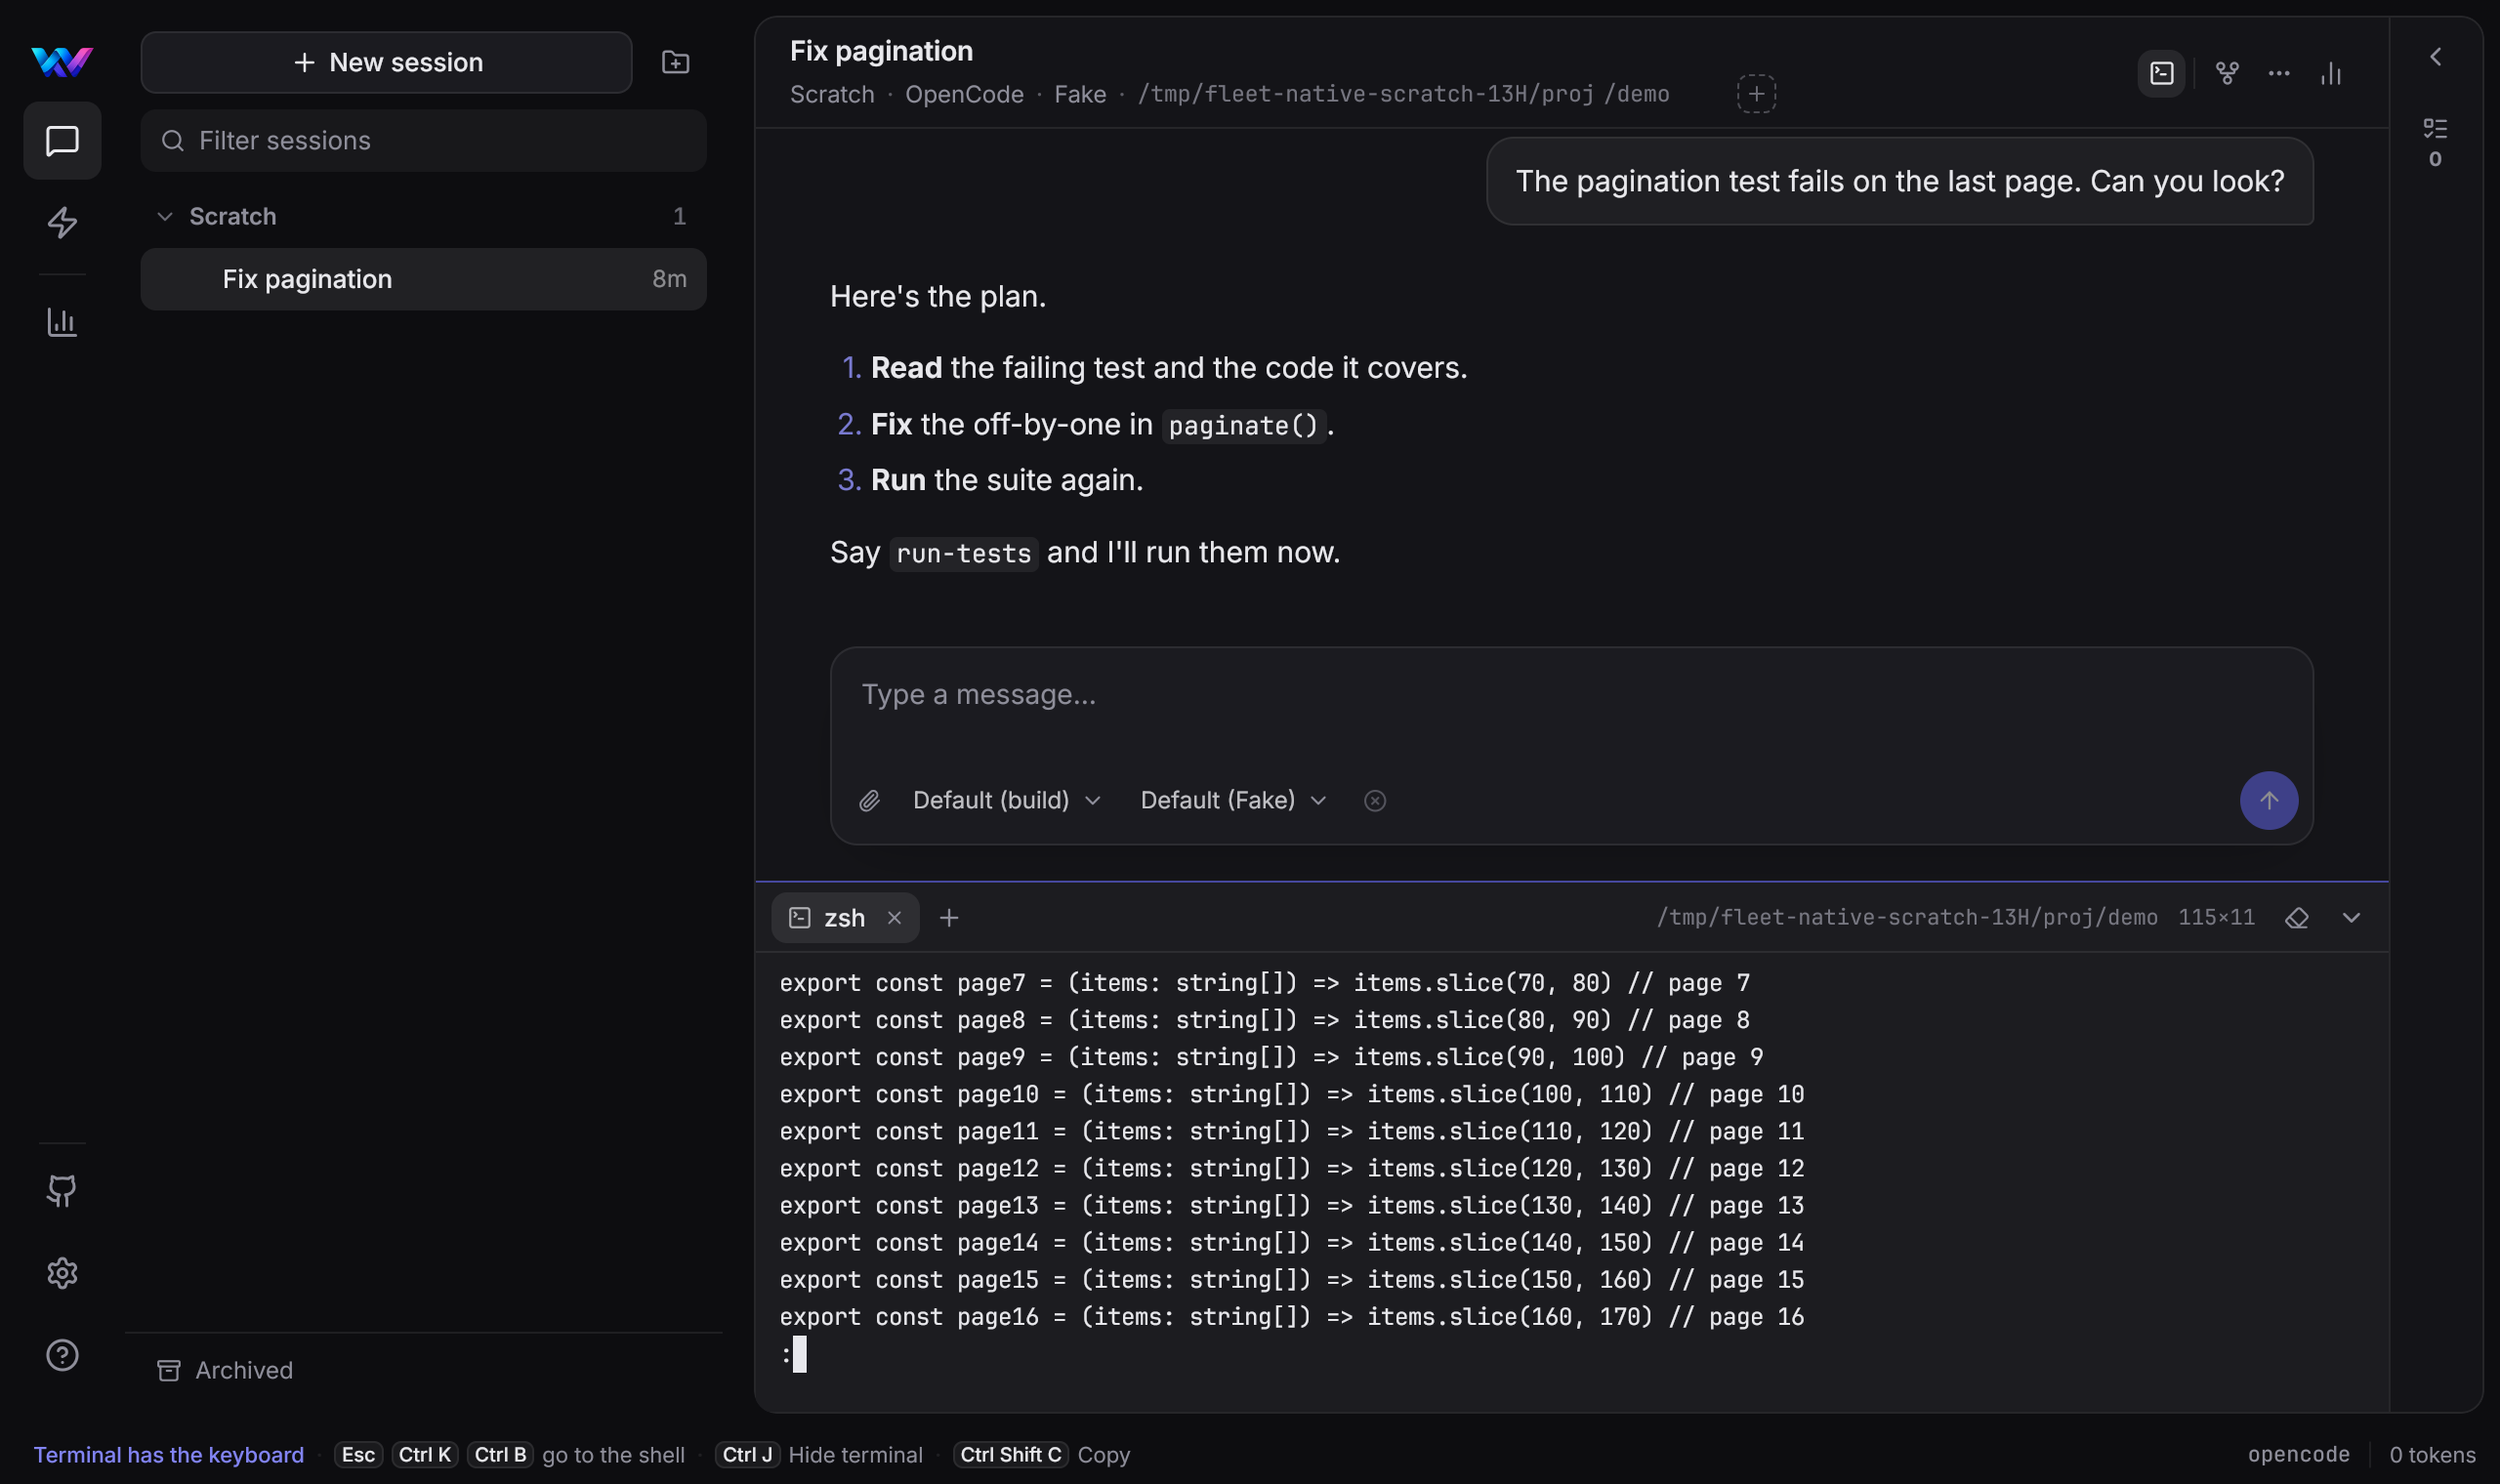 New session
Filter sessions
Scratch 1
Fix pagination 8m
Archived
Fix pagination
Scratch · OpenCode · Fake · /tmp/fleet-native-scratch-13H/proj /demo
0
The pagination test fails on the last page. Can you look?
Here's the plan.
1. Read the failing test and the code it covers.
2. Fix the off-by-one in paginate().
3. Run the suite again.
Say run-tests and I'll run them now.
Type a message...
Default (build) Default (Fake)
zsh /tmp/fleet-native-scratch-13H/proj/demo 115×11
export const page7 = (items: string[]) => items.slice(70, 80) // page 7
export const page8 = (items: string[]) => items.slice(80, 90) // page 8
export const page9 = (items: string[]) => items.slice(90, 100) // page 9
export const page10 = (items: string[]) => items.slice(100, 110) // page 10
export const page11 = (items: string[]) => items.slice(110, 120) // page 11
export const page12 = (items: string[]) => items.slice(120, 130) // page 12
export const page13 = (items: string[]) => items.slice(130, 140) // page 13
export const page14 = (items: string[]) => items.slice(140, 150) // page 14
export const page15 = (items: string[]) => items.slice(150, 160) // page 15
export const page16 = (items: string[]) => items.slice(160, 170) // page 16
:
Terminal has the keyboard · Esc Ctrl K Ctrl B go to the shell · Ctrl J Hide terminal · Ctrl Shift C Copy
opencode 0 tokens